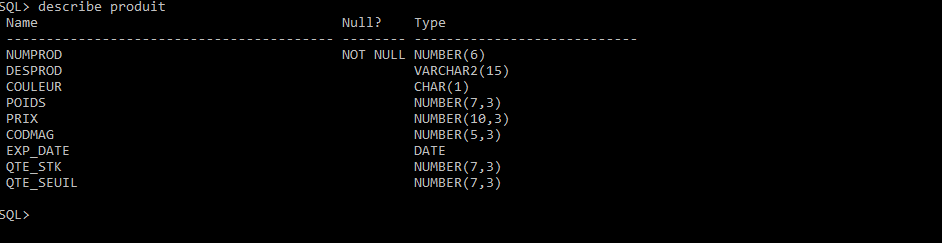 SQL> describe produit
Name Null? Type
----------------------------------------- -------- ----------------------------
NUMPROD NOT NULL NUMBER(6)
DESPROD VARCHAR2(15)
COULEUR CHAR(1)
POIDS NUMBER(7,3)
PRIX NUMBER(10,3)
CODMAG NUMBER(5,3)
EXP_DATE DATE
QTE_STK NUMBER(7,3)
QTE_SEUIL NUMBER(7,3)
SQL>